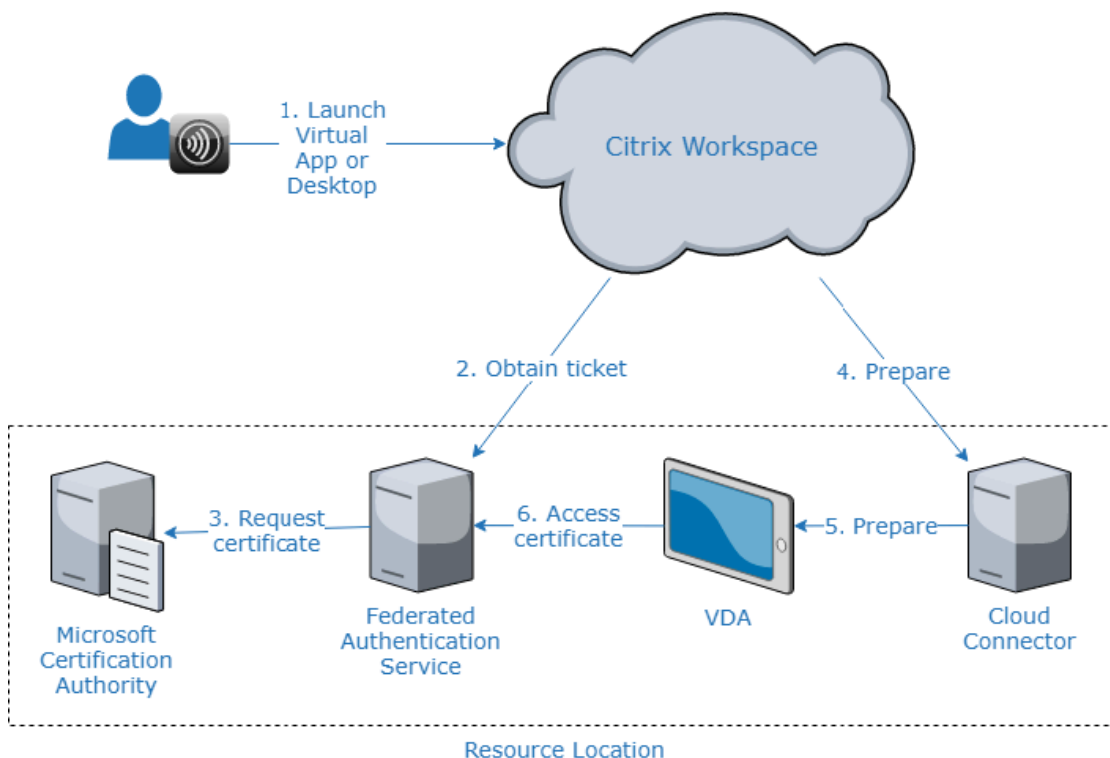 1. Launch
Virtual
App or
Desktop
Citrix Workspace
2. Obtain ticket
4. Prepare
3. Request
certificate
6. Access
certificate
5. Prepare
Microsoft
Certification
Authority
Federated
Authentication
Service
VDA
Cloud
Connector
Resource Location